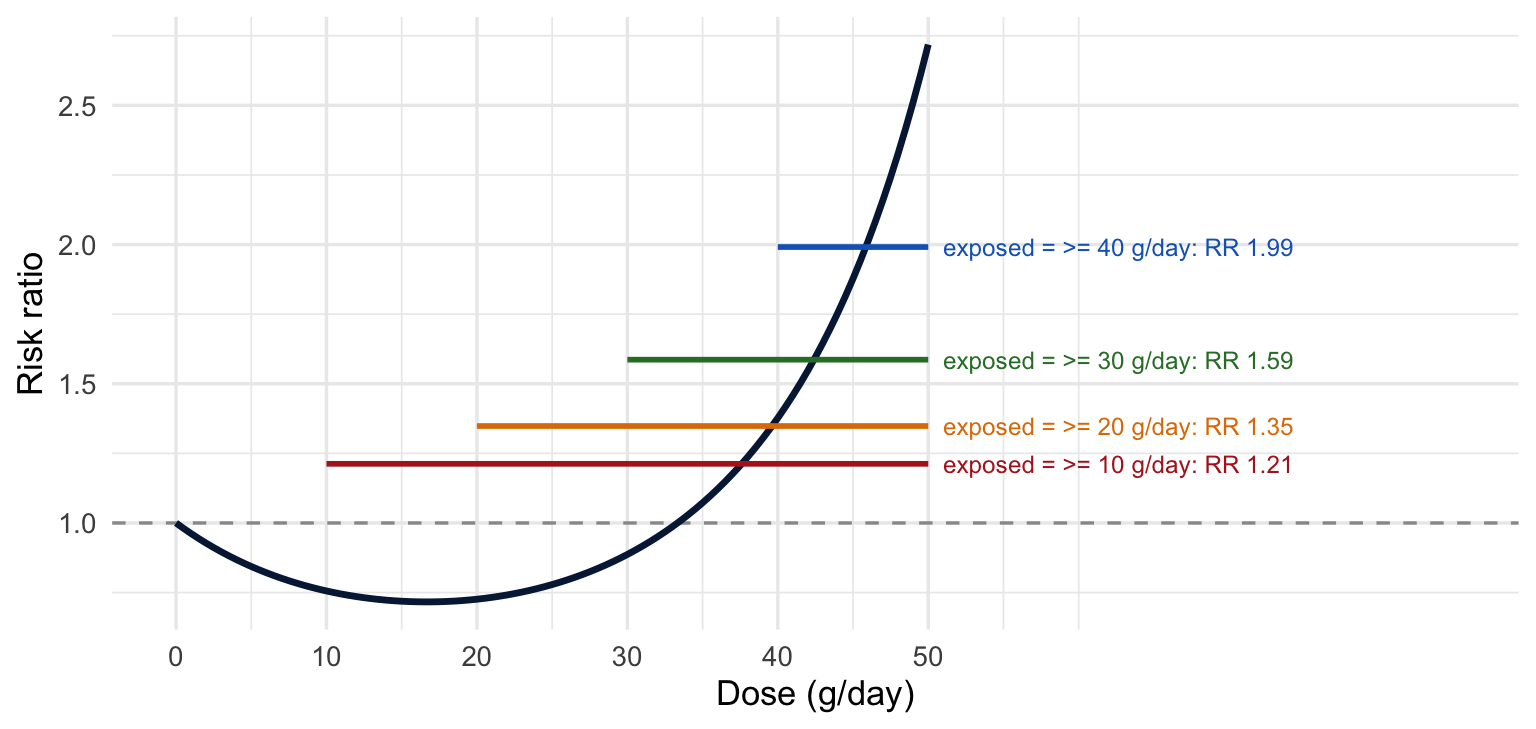 2.5
2.0
1.5
1.0
Risk ratio
exposed = >= 40 g/day: RR 1.99
exposed = >= 30 g/day: RR 1.59
exposed = >= 20 g/day: RR 1.35
exposed = >= 10 g/day: RR 1.21
0 10 20 30 40 50
Dose (g/day)